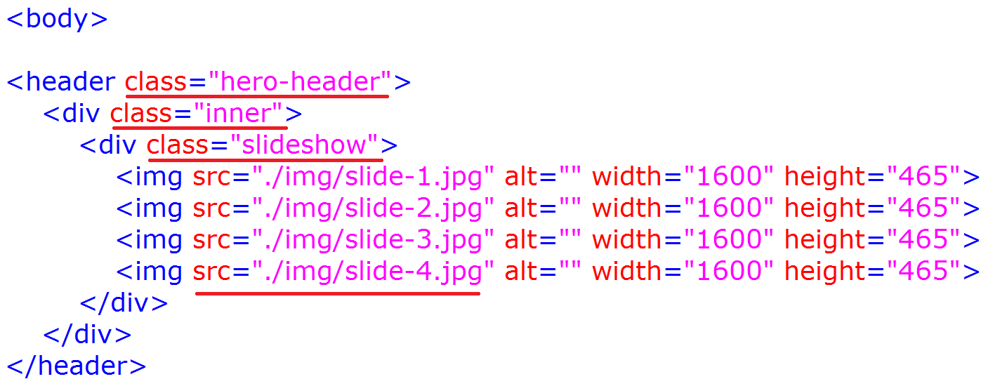 <body>
<header class="hero-header">
<div class="inner">
<div class="slideshow">
<img src="./img/slide-1.jpg" alt="" width="1600" height="465">
<img src="./img/slide-2.jpg" alt="" width="1600" height="465">
<img src="./img/slide-3.jpg" alt="" width="1600" height="465">
<img src="./img/slide-4.jpg" alt="" width="1600" height="465">
</div>
</div>
</header>